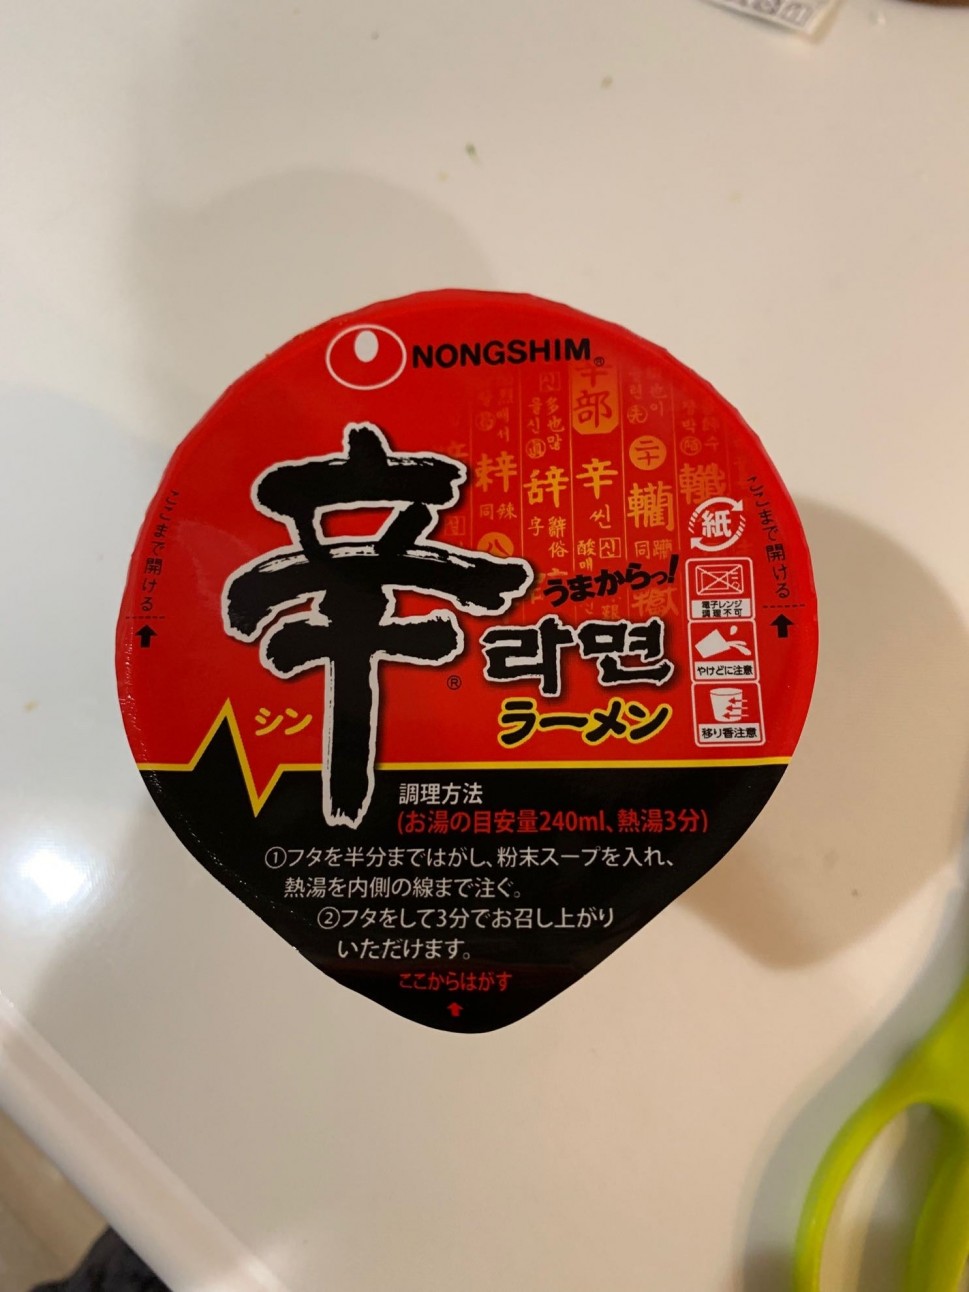 NONGSHIM®
辛®
シン
うまからっ!
라면
ラーメン
ここまで開ける
ここまで開ける
辛部
辞
辛
二十
紙
電子レンジ
調理不可
やけどに注意
移り香注意
調理方法
(お湯の目安量240ml、熱湯3分)
①フタを半分まではがし、粉末スープを入れ、
熱湯を内側の線まで注ぐ。
②フタをして3分でお召し上がり
いただけます。
ここからはがす